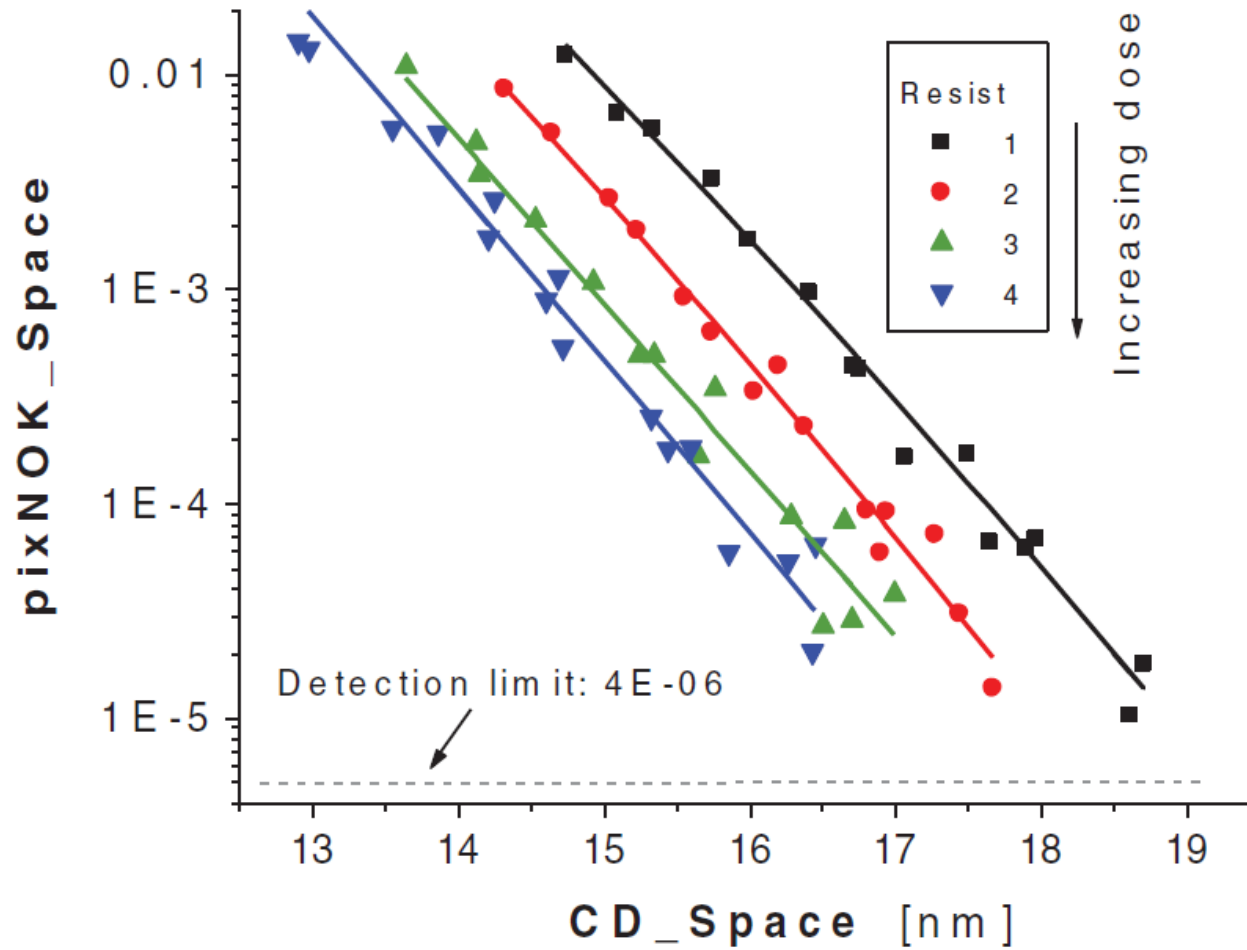 0.01
1E-3
1E-4
1E-5
pixNOK_Space
Resist
1
2
3
4
Increasing dose
Detection limit: 4E-06
13 14 15 16 17 18 19
CD_Space [nm]